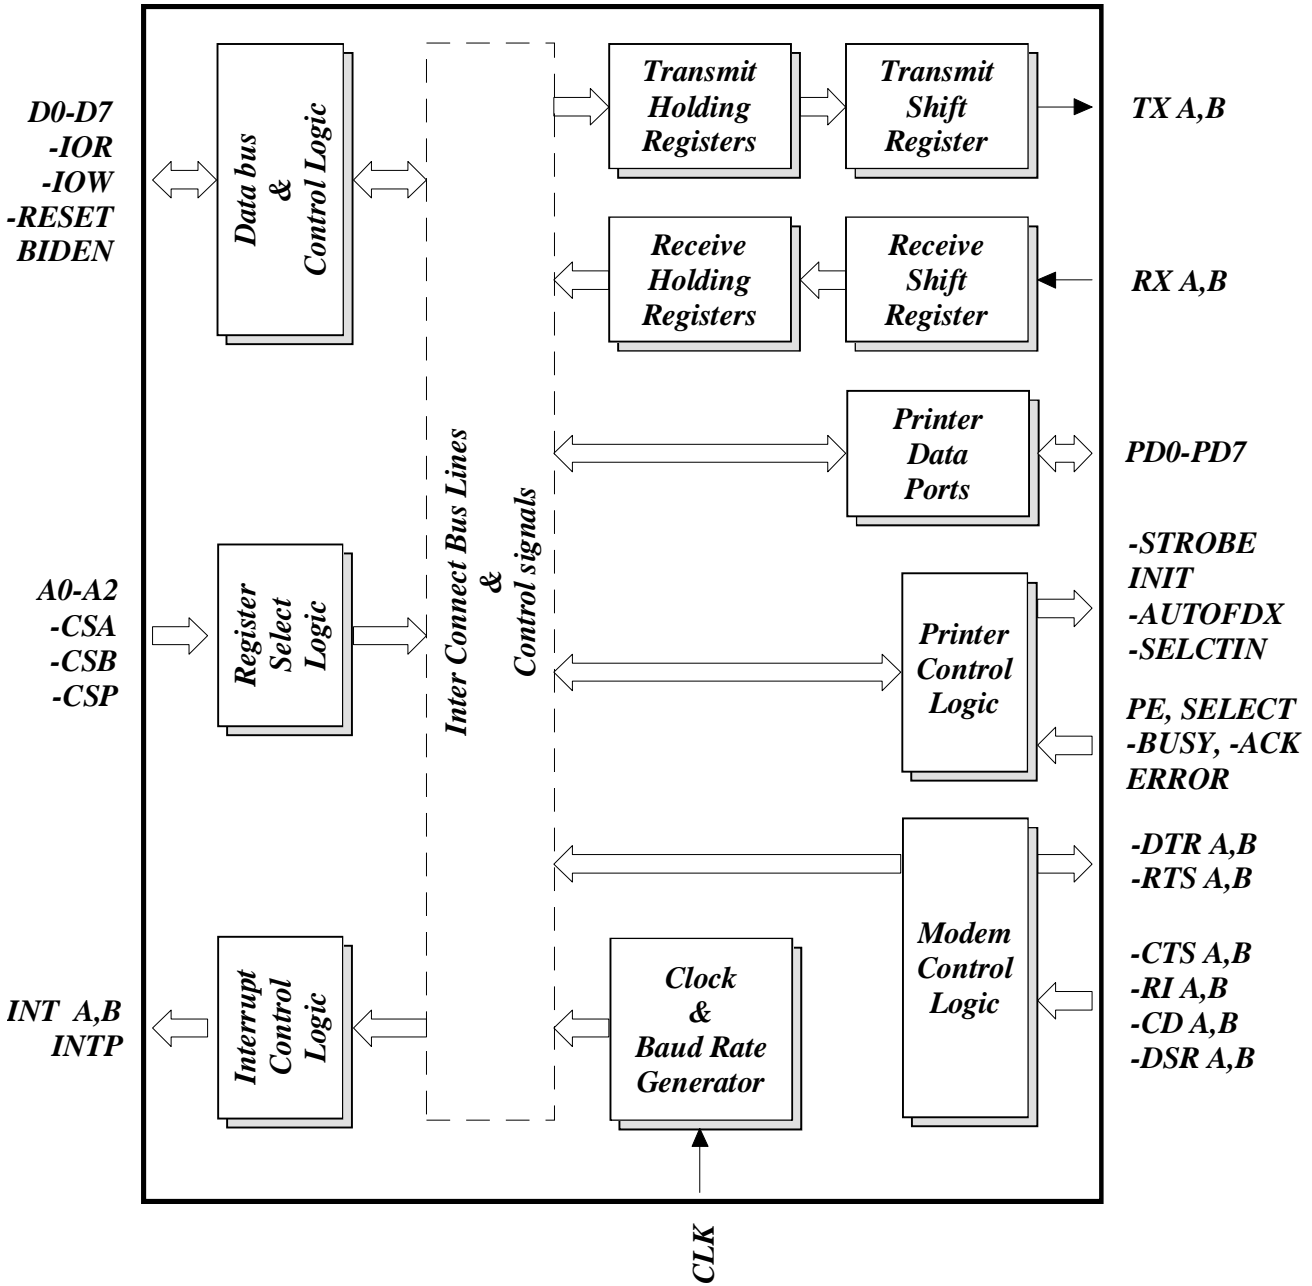 D0-D7
-IOR
-IOW
-RESET
BIDEN
Data bus
&
Control Logic
A0-A2
-CSA
-CSB
-CSP
Register
Select
Logic
INT A,B
INTP
Interrupt
Control
Logic
Inter Connect Bus Lines
&
Control signals
Transmit
Holding
Registers
Transmit
Shift
Register
TX A,B
Receive
Holding
Registers
Receive
Shift
Register
RX A,B
Printer
Data
Ports
PD0-PD7
Printer
Control
Logic
-STROBE
INIT
-AUTOFDX
-SELCTIN
PE, SELECT
-BUSY, -ACK
ERROR
Modem
Control
Logic
-DTR A,B
-RTS A,B
-CTS A,B
-RI A,B
-CD A,B
-DSR A,B
Clock
&
Baud Rate
Generator
CLK